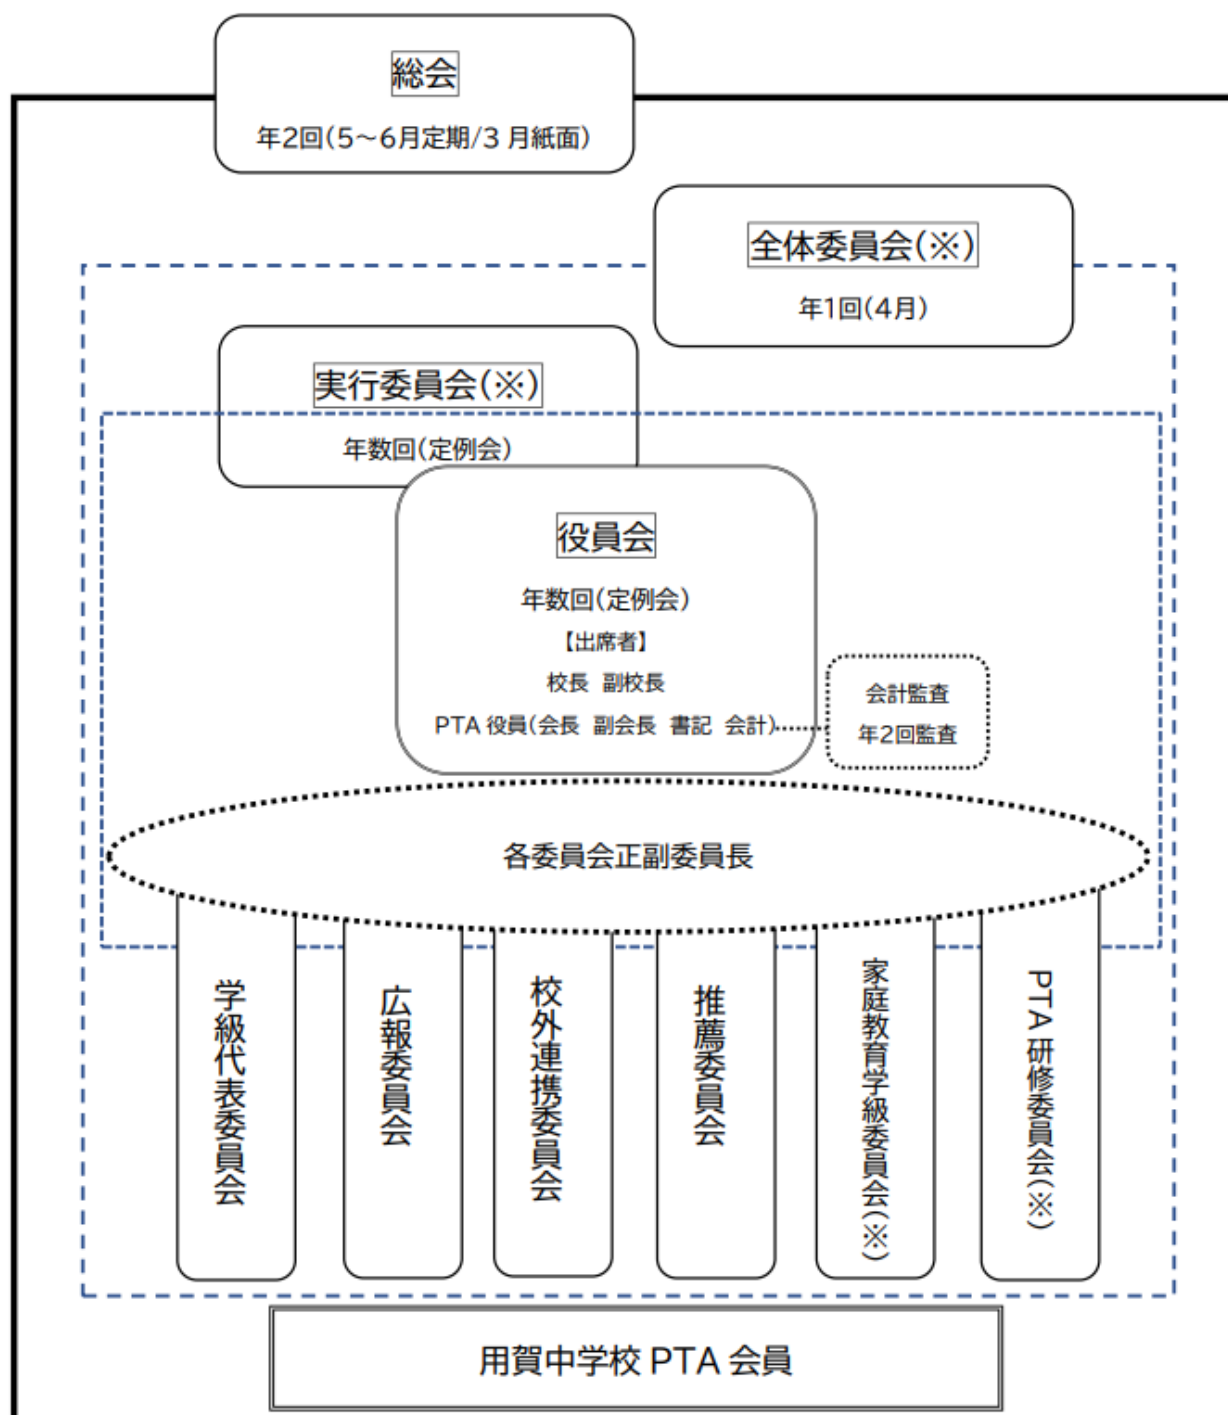 総会
年2回(5～6月定期/3 月紙面)
全体委員会(※)
年1回(4月)
実行委員会(※)
年数回(定例会)
役員会
年数回(定例会)
【出席者】
校長 副校長
PTA 役員(会長 副会長 書記 会計)
会計監査
年2回監査
各委員会正副委員長
学級代表委員会
広報委員会
校外連携委員会
推薦委員会
家庭教育学級委員会(※)
PTA 研修委員会(※)
用賀中学校 PTA 会員